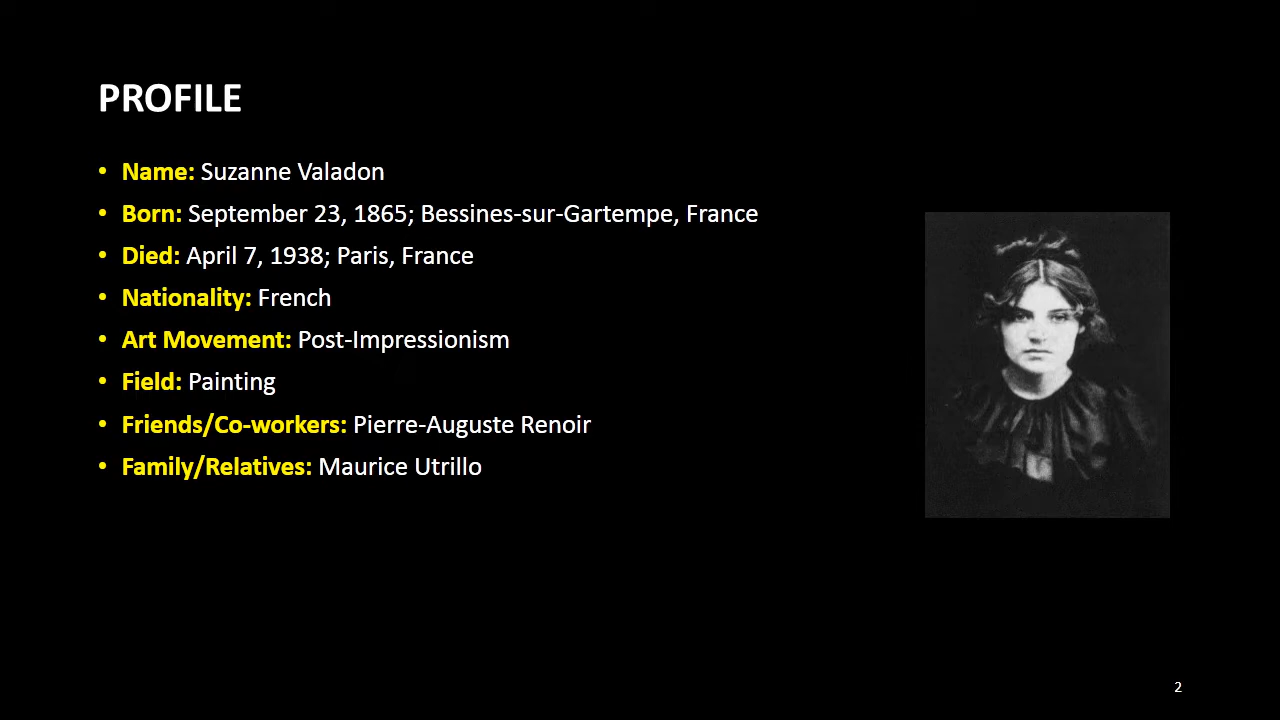 PROFILE
• Name: Suzanne Valadon
• Born: September 23, 1865; Bessines-sur-Gartempe, France
• Died: April 7, 1938; Paris, France
• Nationality: French
• Art Movement: Post-Impressionism
• Field: Painting
• Friends/Co-workers: Pierre-Auguste Renoir
• Family/Relatives: Maurice Utrillo
2